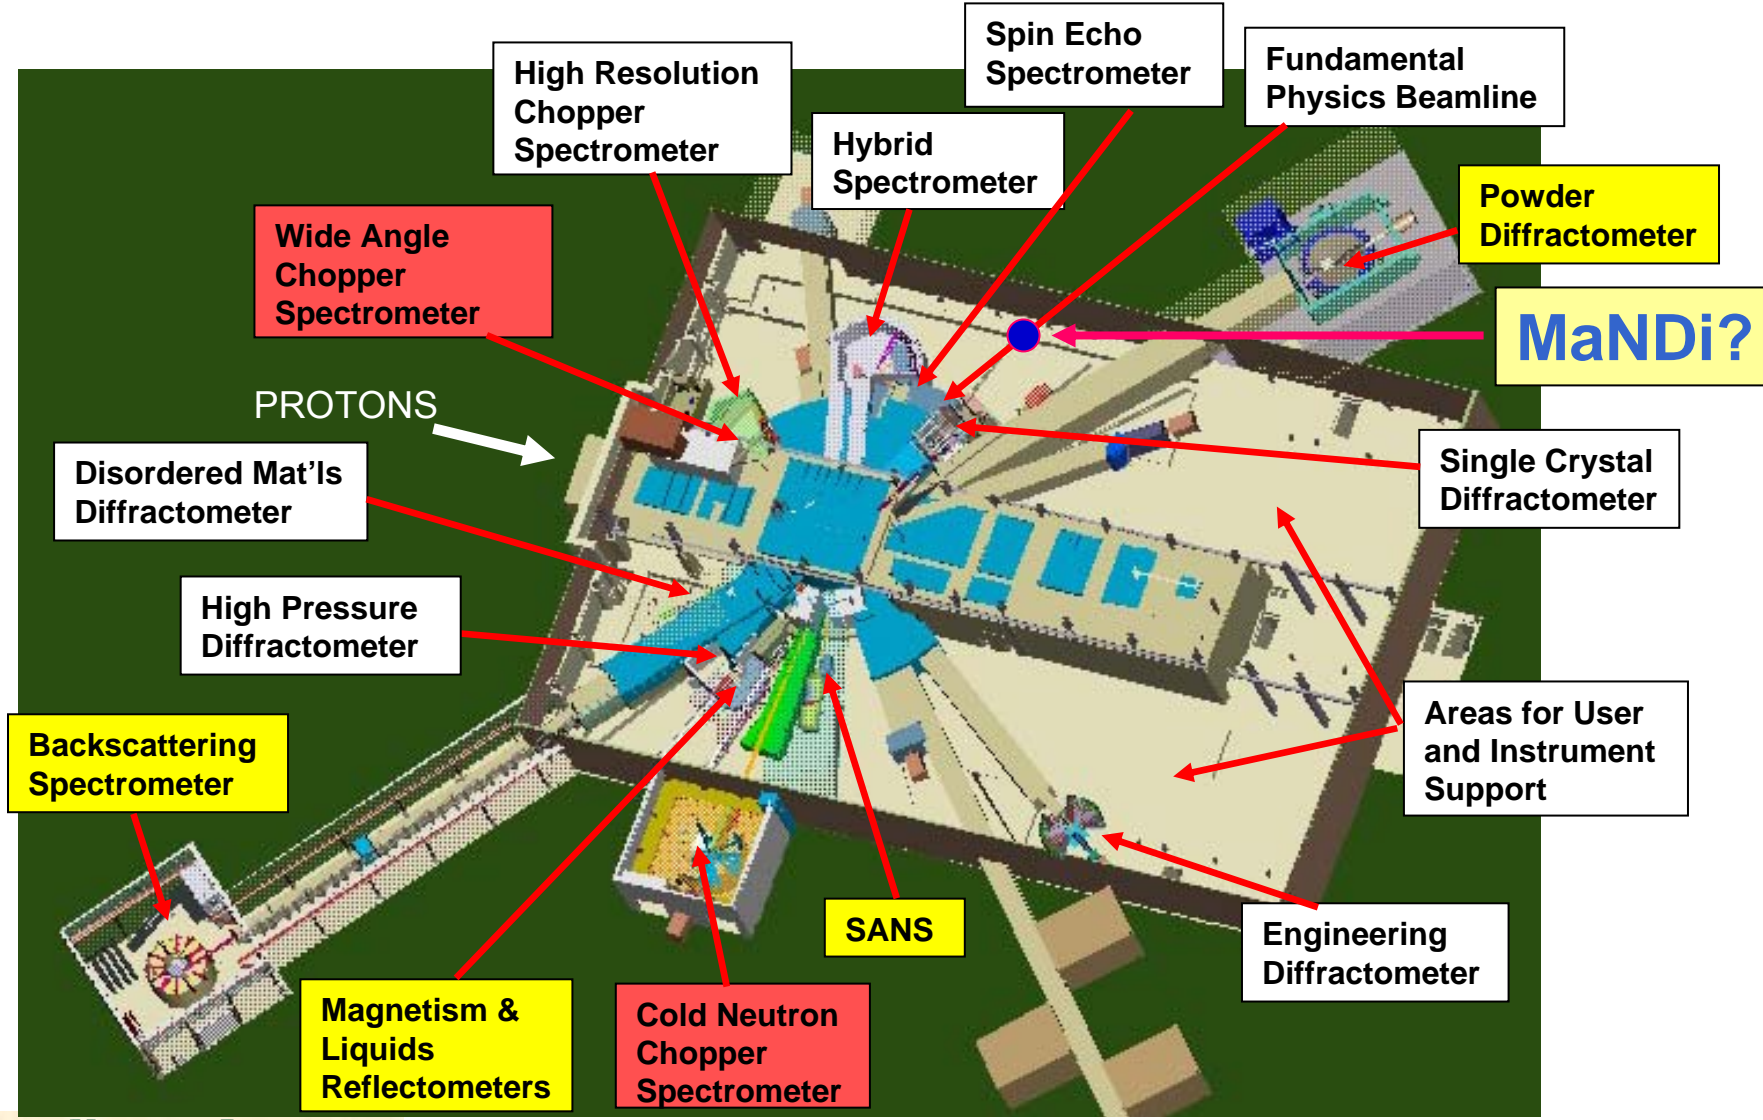 Spin Echo
Spectrometer
Fundamental
Physics Beamline
High Resolution
Chopper
Spectrometer
Hybrid
Spectrometer
Powder
Diffractometer
Wide Angle
Chopper
Spectrometer
MaNDi?
PROTONS
Disordered Mat'ls
Diffractometer
Single Crystal
Diffractometer
High Pressure
Diffractometer
Areas for User
and Instrument
Support
Backscattering
Spectrometer
SANS
Engineering
Diffractometer
Magnetism &
Liquids
Reflectometers
Cold Neutron
Chopper
Spectrometer